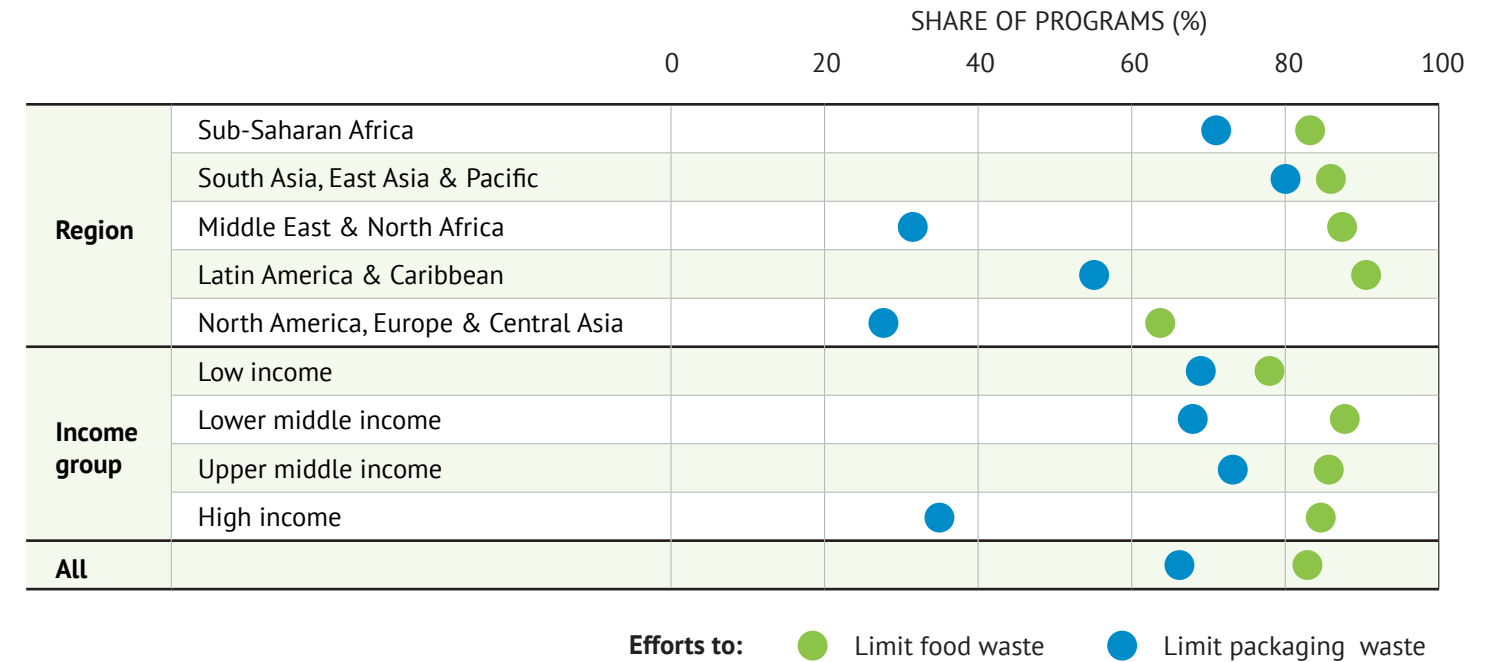 SHARE OF PROGRAMS (%)
0 20 40 60 80 100
Region
Sub-Saharan Africa
South Asia, East Asia & Pacific
Middle East & North Africa
Latin America & Caribbean
North America, Europe & Central Asia
Income
group
Low income
Lower middle income
Upper middle income
High income
All
Efforts to: Limit food waste Limit packaging waste